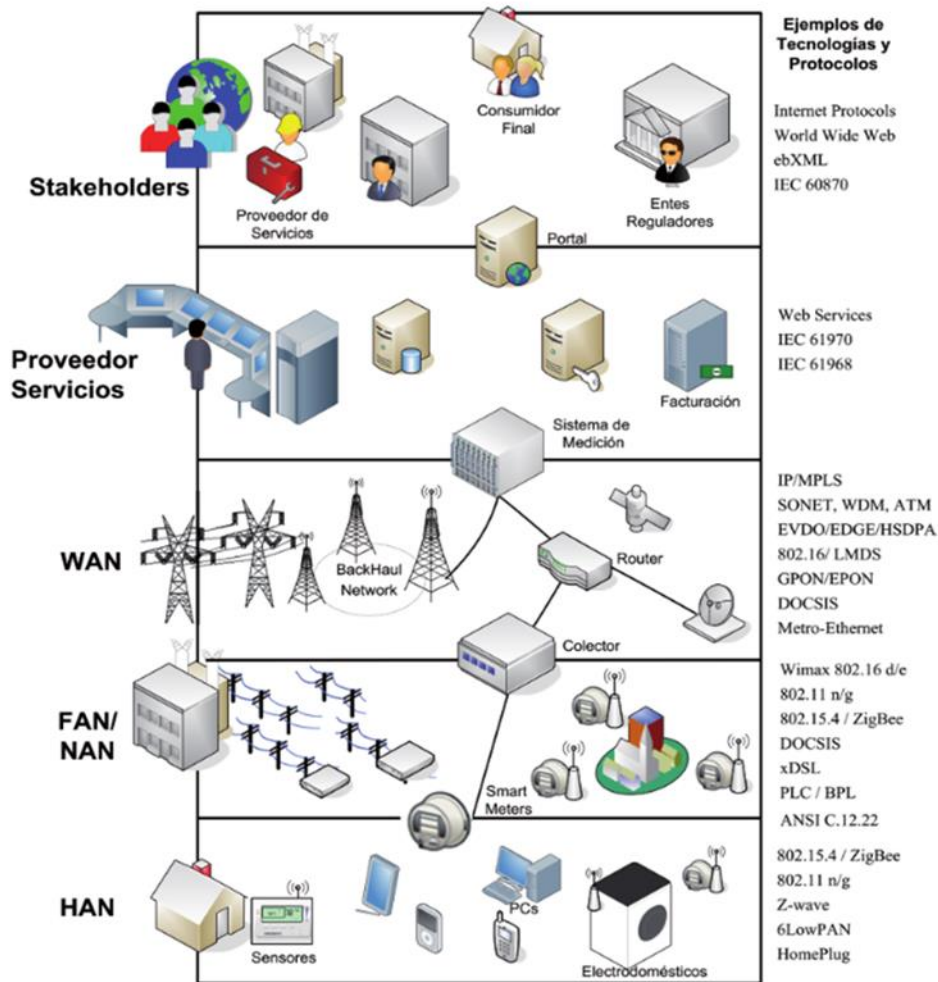 Ejemplos de
Tecnologías y
Protocolos
Stakeholders
Consumidor
Final
Proveedor de
Servicios
Entes
Reguladores
Internet Protocols
World Wide Web
ebXML
IEC 60870
Portal
Proveedor
Servicios
Facturación
Sistema de
Medición
Web Services
IEC 61970
IEC 61968
WAN
BackHaul
Network
Router
Colector
IP/MPLS
SONET, WDM, ATM
EVDO/EDGE/HSDPA
802.16/ LMDS
GPON/EPON
DOCSIS
Metro-Ethernet
FAN/
NAN
Smart
Meters
Wimax 802.16 d/e
802.11 n/g
802.15.4 / ZigBee
DOCSIS
xDSL
PLC / BPL
ANSI C.12.22
HAN
Sensores
PCs
Electrodomésticos
802.15.4 / ZigBee
802.11 n/g
Z-wave
6LowPAN
HomePlug